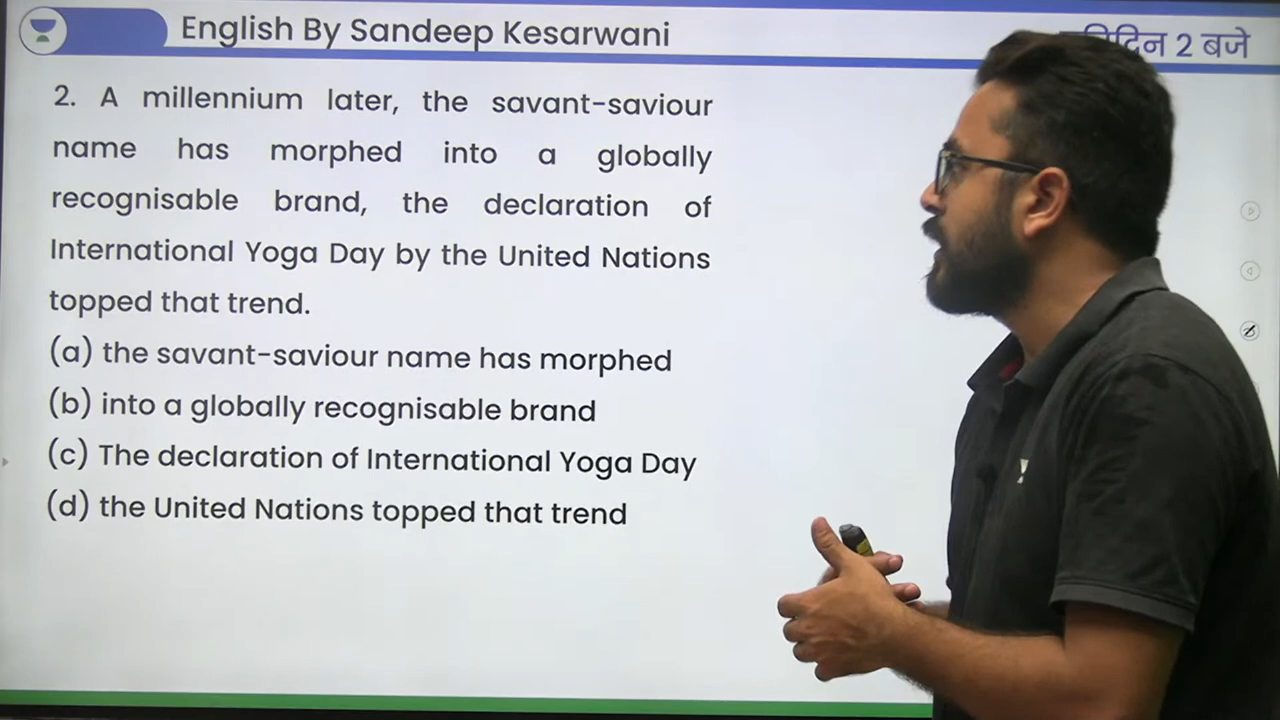 English By Sandeep Kesarwani
2 बजे
2. A millennium later, the savant-saviour
name has morphed into a globally
recognisable brand, the declaration of
International Yoga Day by the United Nations
topped that trend.
(a) the savant-saviour name has morphed
(b) into a globally recognisable brand
(c) The declaration of International Yoga Day
(d) the United Nations topped that trend